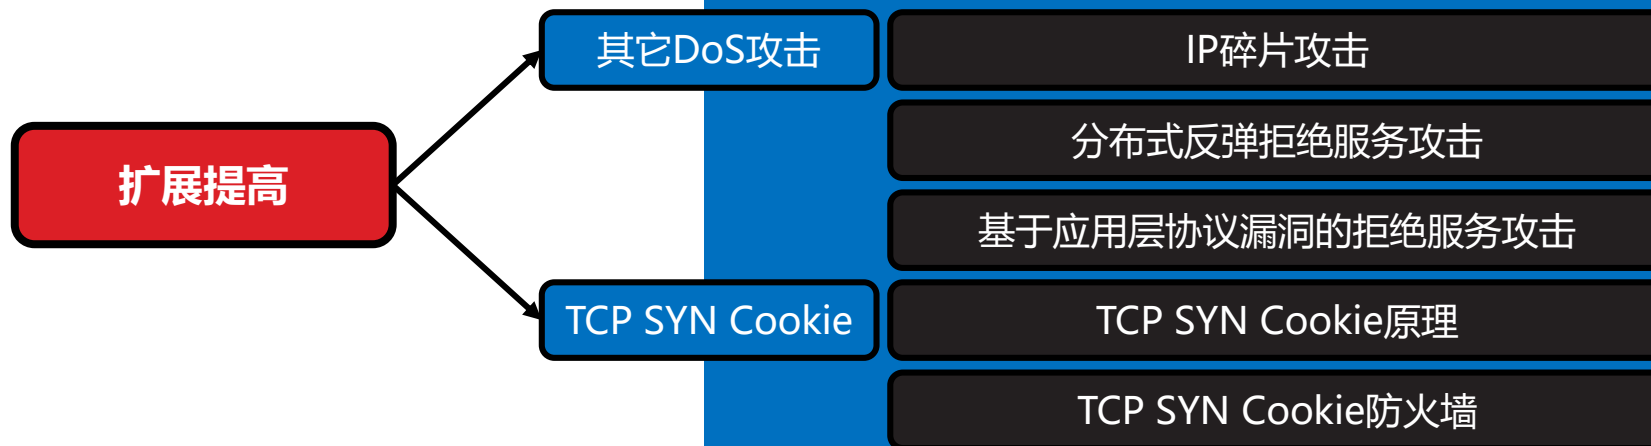 扩展提高
其它DoS攻击
IP碎片攻击
分布式反弹拒绝服务攻击
基于应用层协议漏洞的拒绝服务攻击
TCP SYN Cookie
TCP SYN Cookie原理
TCP SYN Cookie防火墙